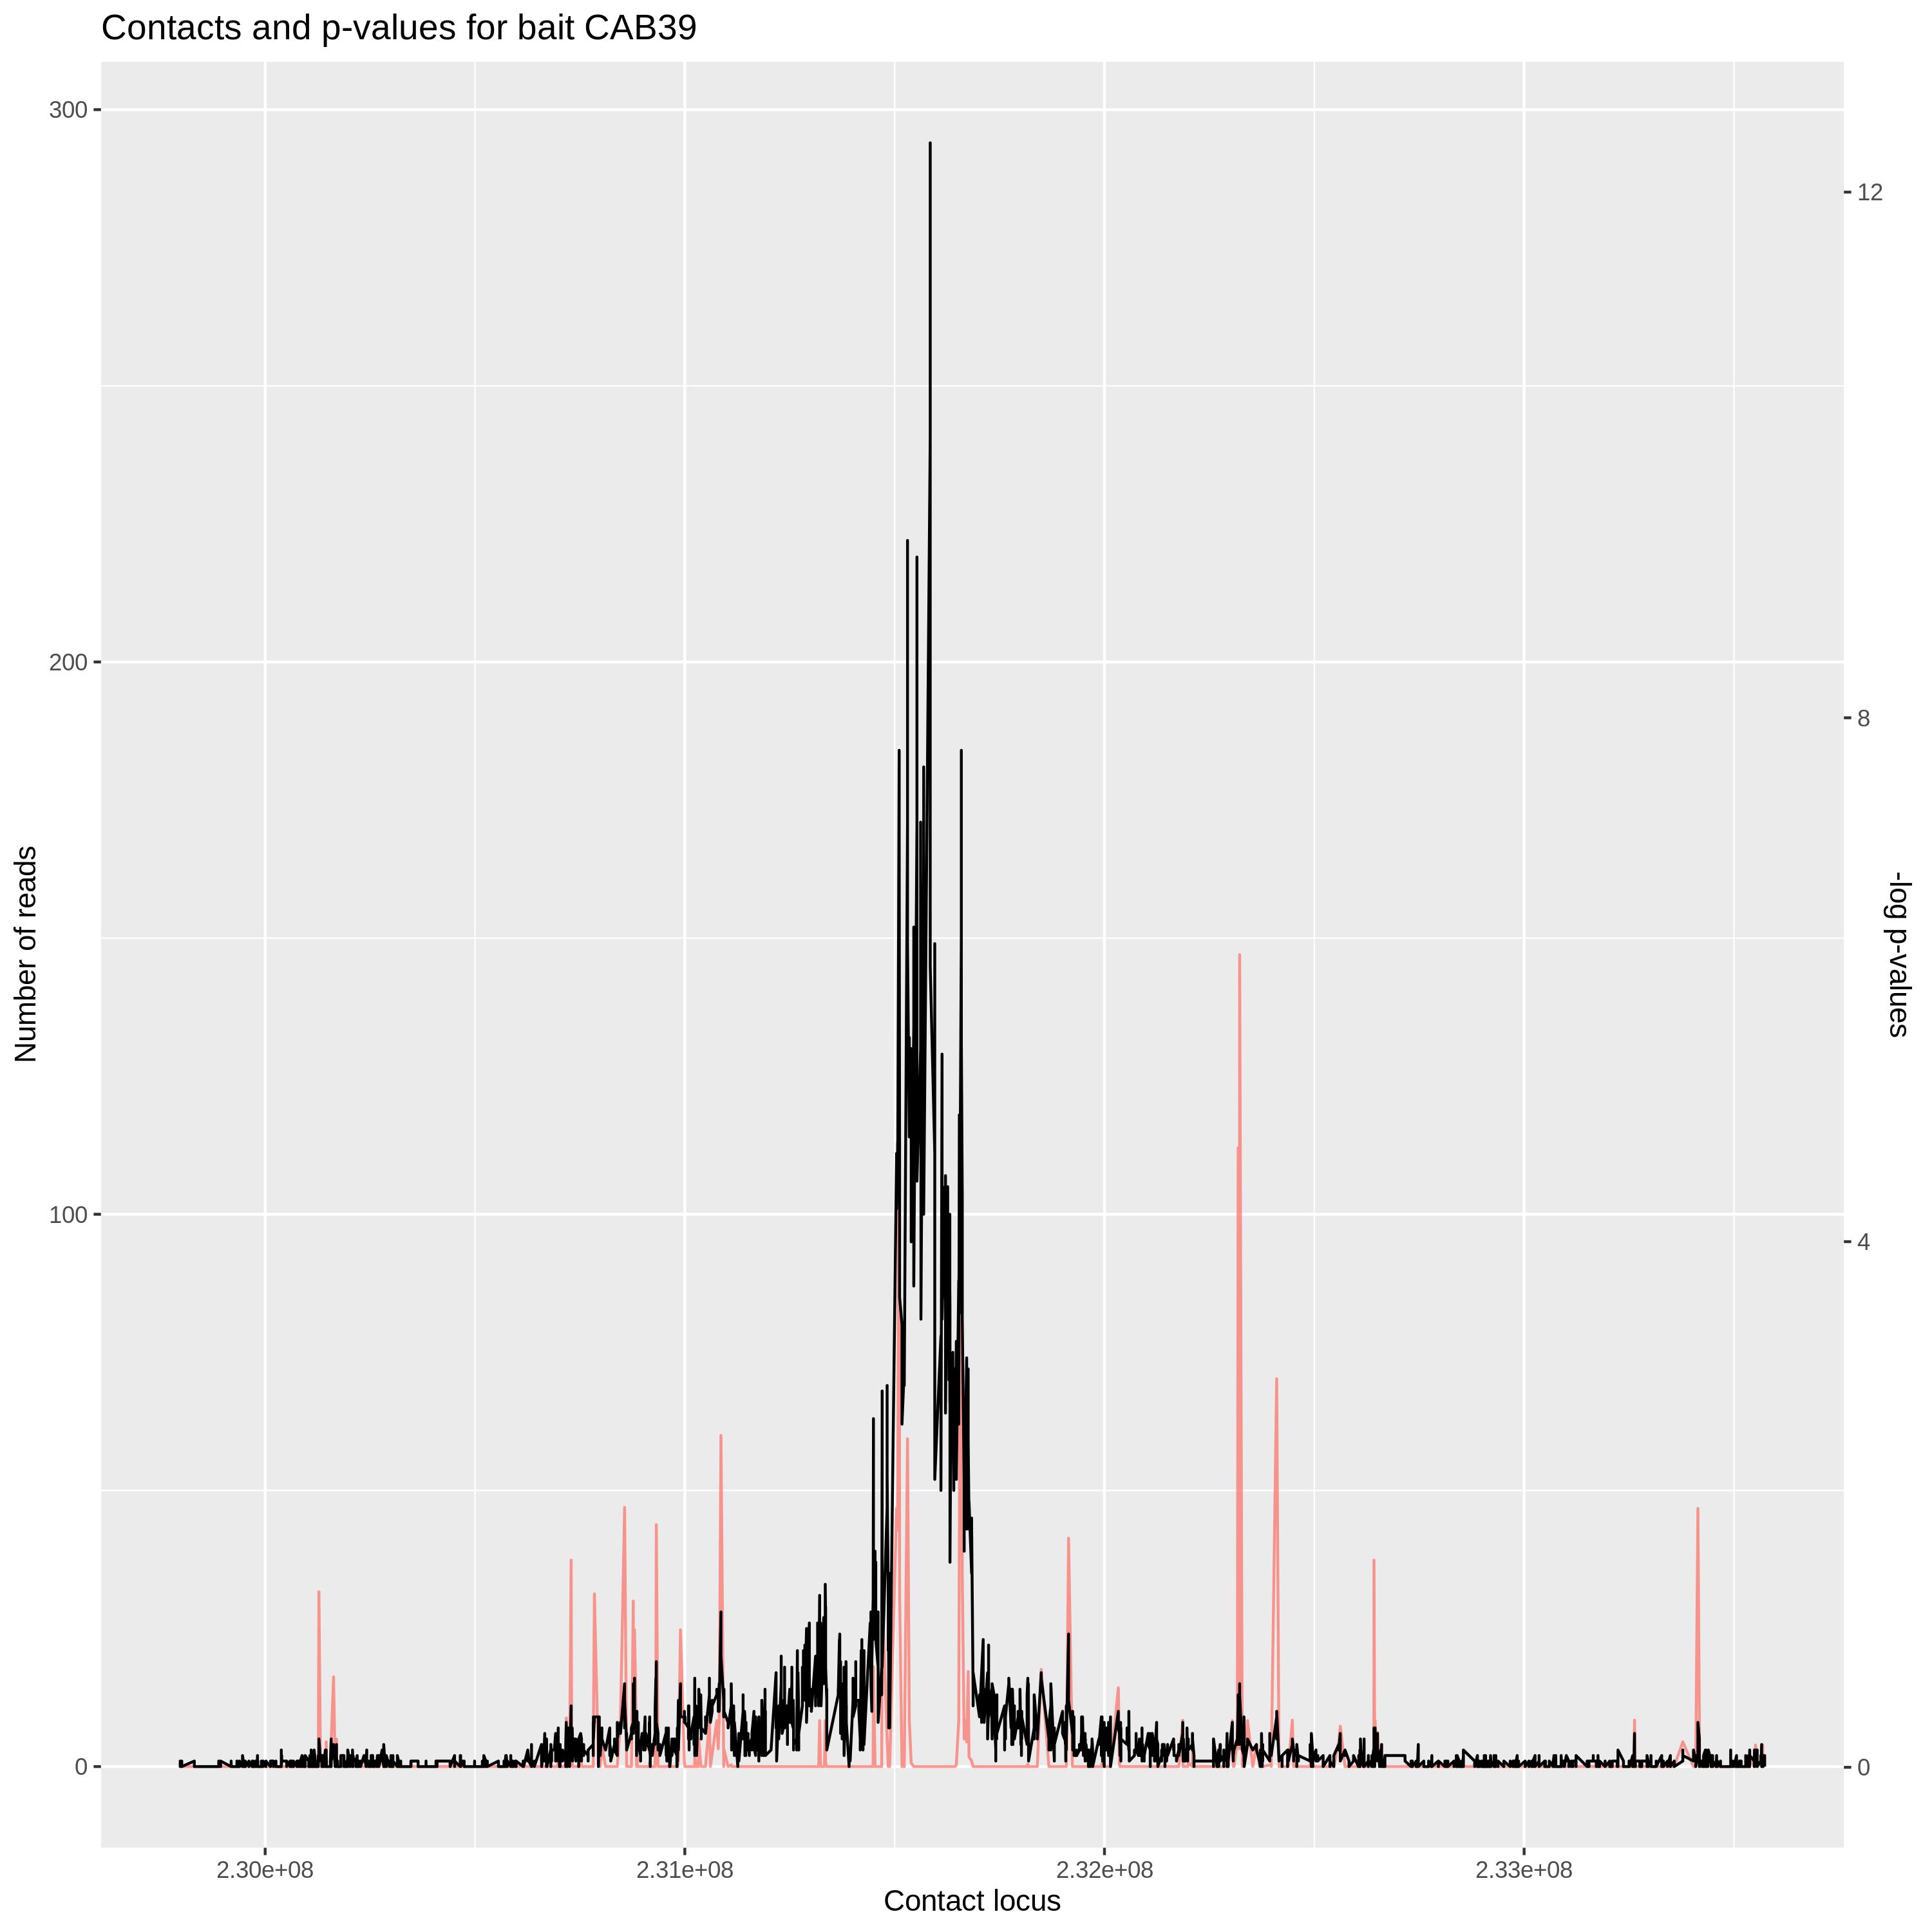 Contacts and p-values for bait CAB39
300
200
100
0
12
8
4
0
Number of reads
-log p-values
2.30e+08
2.31e+08
2.32e+08
2.33e+08
Contact locus